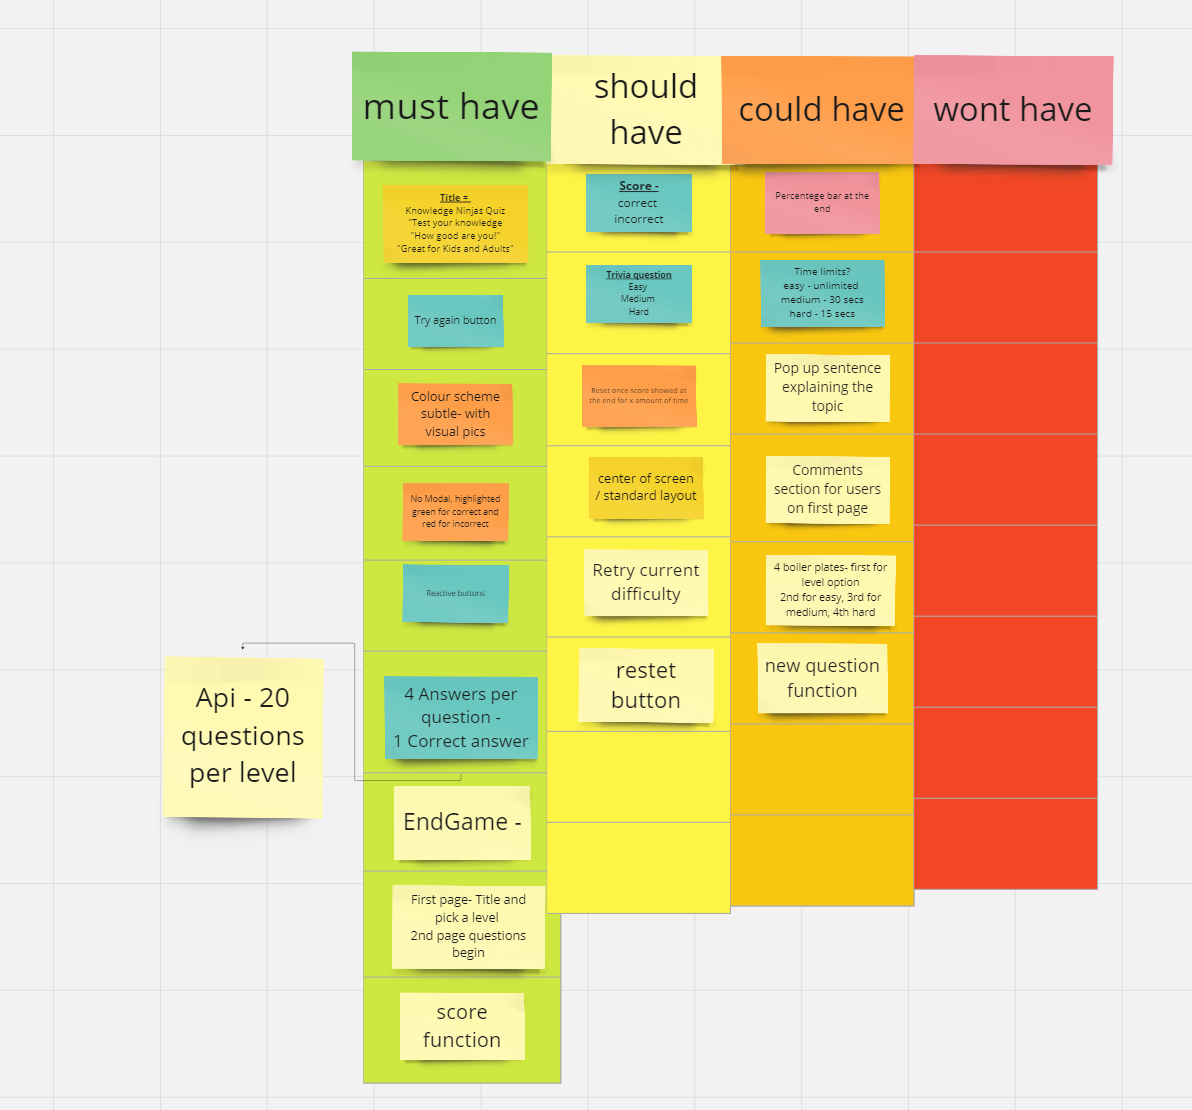 must have
should
have
could have
wont have
Title =
Knowledge Ninjas Quiz
"Test your knowledge
"How good are you!"
"Great for Kids and Adults"
Try again button
Colour scheme
subtle- with
visual pics
No Modal, highlighted
green for correct and
red for incorrect
Reactive buttons
4 Answers per
question -
1 Correct answer
EndGame -
First page- Title and
pick a level
2nd page questions
begin
score
function
Api - 20
questions
per level
Score -
correct
incorrect
Trivia question
Easy
Medium
Hard
Reset once score showed at
the end for x amount of time
center of screen
/ standard layout
Retry current
difficulty
restet
button
Percentege bar at the
end
Time limits?
easy - unlimited
medium - 30 secs
hard - 15 secs
Pop up sentence
explaining the
topic
Comments
section for users
on first page
4 boiler plates- first for
level option
2nd for easy, 3rd for
medium, 4th hard
new question
function